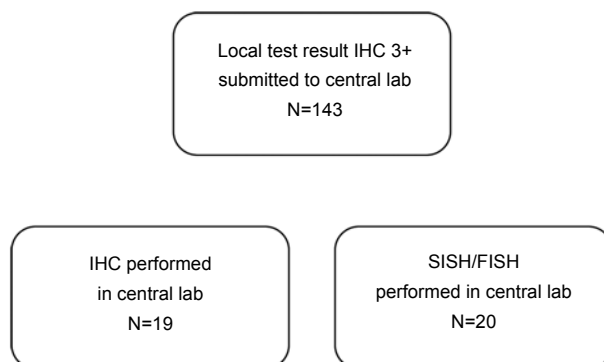 Local test result IHC 3+
submitted to central lab
N=143
IHC performed
in central lab
N=19
SISH/FISH
performed in central lab
N=20